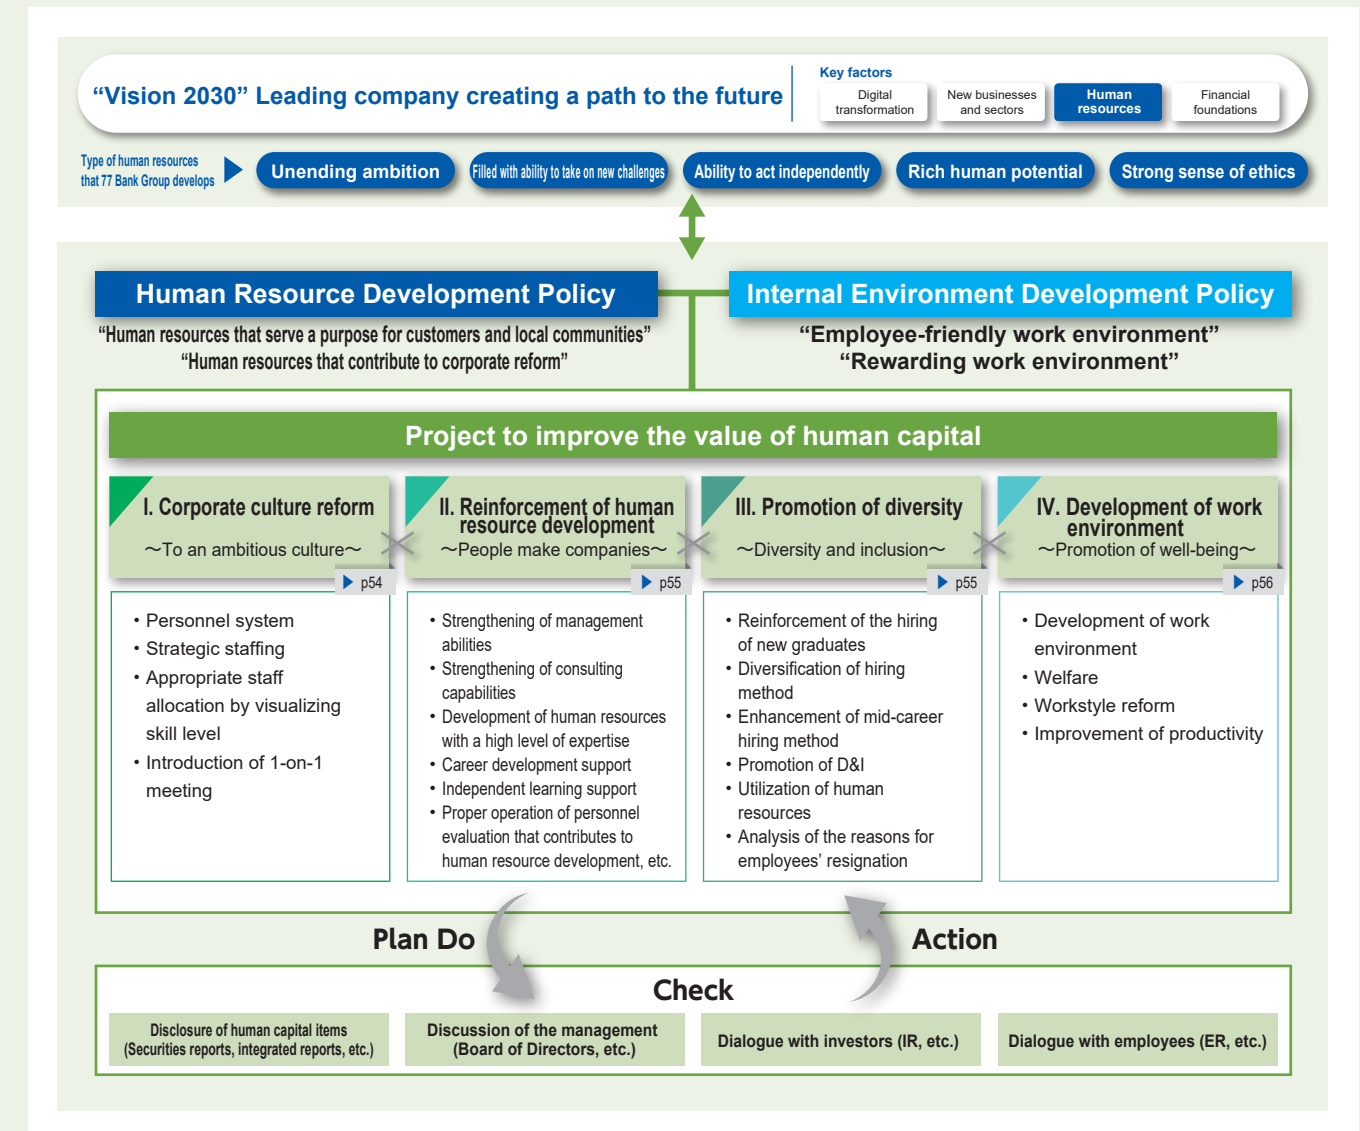 “Vision 2030” Leading company creating a path to the future
Key factors
Digital
transformation
New businesses
and sectors
Human
resources
Financial
foundations
Type of human resources
that 77 Bank Group develops
Unending ambition
Filled with ability to take on new challenges
Ability to act independently
Rich human potential
Strong sense of ethics
Human Resource Development Policy
“Human resources that serve a purpose for customers and local communities”
“Human resources that contribute to corporate reform”
Internal Environment Development Policy
“Employee-friendly work environment”
“Rewarding work environment”
Project to improve the value of human capital
I. Corporate culture reform
～To an ambitious culture～
p54
• Personnel system
• Strategic staffing
• Appropriate staff
allocation by visualizing
skill level
• Introduction of 1-on-1
meeting
II. Reinforcement of human
resource development
～People make companies～
p55
• Strengthening of management
abilities
• Strengthening of consulting
capabilities
• Development of human resources
with a high level of expertise
• Career development support
• Independent learning support
• Proper operation of personnel
evaluation that contributes to
human resource development, etc.
III. Promotion of diversity
～Diversity and inclusion～
p55
• Reinforcement of the hiring
of new graduates
• Diversification of hiring
method
• Enhancement of mid-career
hiring method
• Promotion of D&I
• Utilization of human
resources
• Analysis of the reasons for
employees’ resignation
IV. Development of work
environment
～Promotion of well-being～
p56
• Development of work
environment
• Welfare
• Workstyle reform
• Improvement of productivity
Plan Do
Action
Check
Disclosure of human capital items
(Securities reports, integrated reports, etc.)
Discussion of the management
(Board of Directors, etc.)
Dialogue with investors (IR, etc.)
Dialogue with employees (ER, etc.)